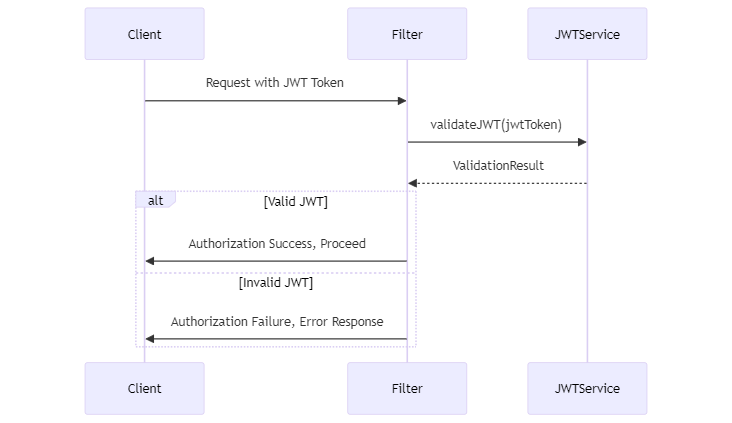 Client
Filter
JWTService
Request with JWT Token
validateJWT(jwtToken)
ValidationResult
alt
[Valid JWT]
Authorization Success, Proceed
[Invalid JWT]
Authorization Failure, Error Response
Client
Filter
JWTService